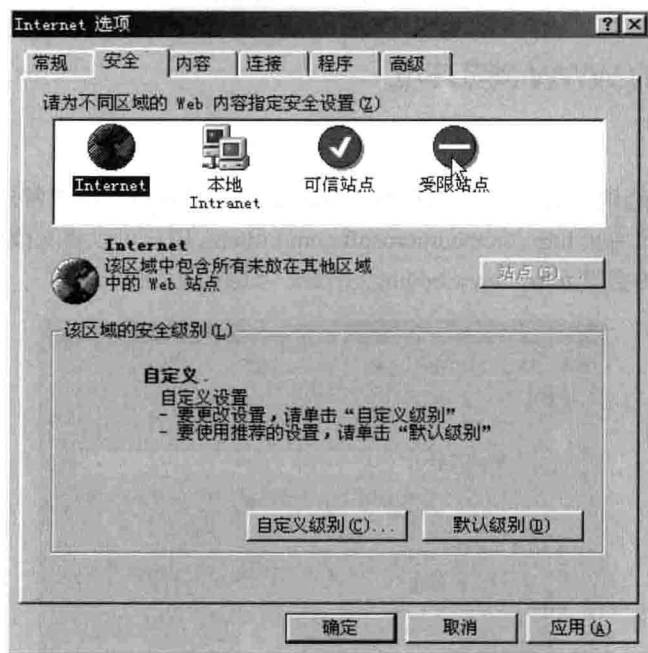 Internet 选项
常规 安全 内容 连接 程序 高级
请为不同区域的 Web 内容指定安全设置(Z)
Internet
本地
Intranet
可信站点
受限站点
Internet
该区域中包含所有未放在其他区域
中的 Web 站点
站点(S)...
该区域的安全级别(L)
自定义
自定义设置
- 要更改设置，请单击“自定义级别”
- 要使用推荐的设置，请单击“默认级别”
自定义级别(C)...
默认级别(D)
确定 取消 应用(A)